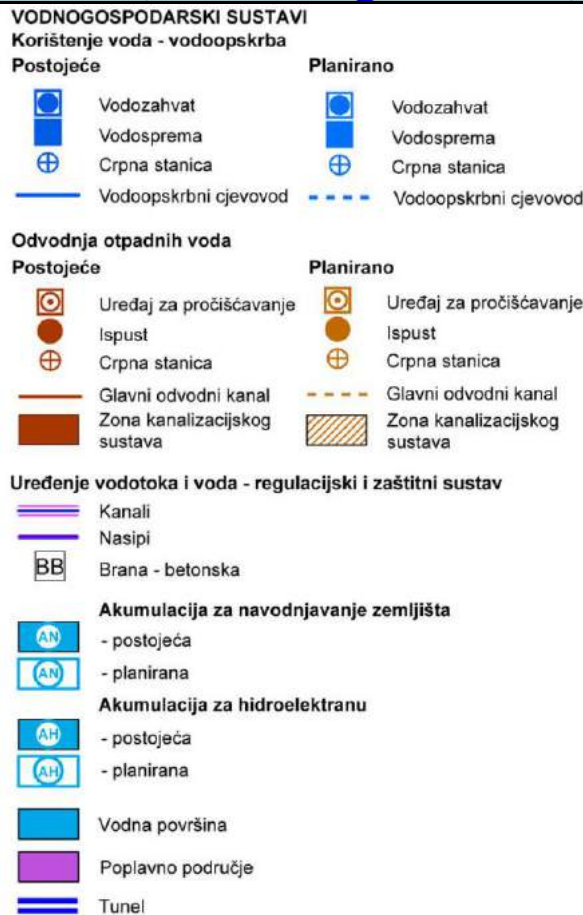 VODNOGOSPODARSKI SUSTAVI
Korištenje voda - vodoopskrba
Postojeće Planirano
Vodozahvat Vodozahvat
Vodosprema Vodosprema
Crpna stanica Crpna stanica
Vodoopskrbni cjevovod Vodoopskrbni cjevovod
Odvodnja otpadnih voda
Postojeće Planirano
Uređaj za pročišćavanje Uređaj za pročišćavanje
Ispust Ispust
Crpna stanica Crpna stanica
Glavni odvodni kanal Glavni odvodni kanal
Zona kanalizacijskog Zona kanalizacijskog
sustava sustava
Uređenje vodotoka i voda - regulacijski i zaštitni sustav
Kanali
Nasipi
BB Brana - betonska
Akumulacija za navodnjavanje zemljišta
AN - postojeća
AN - planirana
Akumulacija za hidroelektranu
AH - postojeća
AH - planirana
Vodna površina
Poplavno područje
Tunel